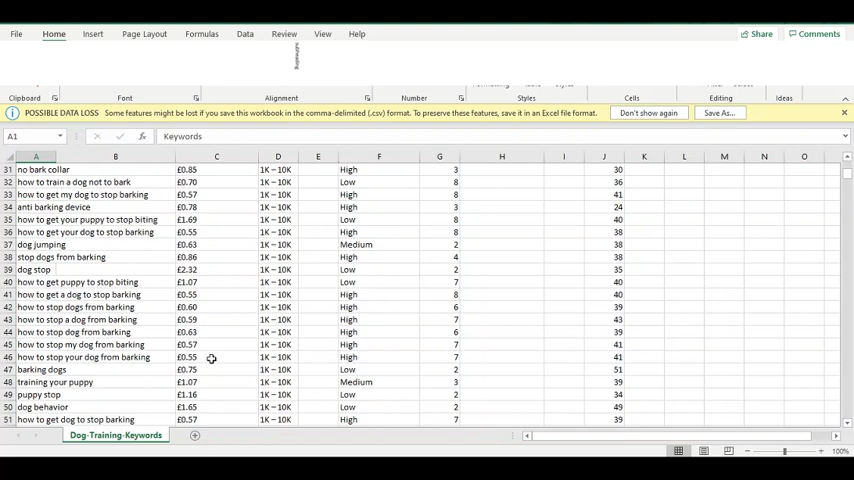 File Home Insert Page Layout Formulas Data Review View Help Share Comments
subheading
Clipboard Font Alignment Number Styles Cells Editing Ideas
POSSIBLE DATA LOSS Some features might be lost if you save this workbook in the comma-delimited (.csv) format. To preserve these features, save it in an Excel file format. Don't show again Save As...
A1 fx Keywords
A B C D E F G H I J K L M N O
31 no bark collar £0.85 1K – 10K High 3 30
32 how to train a dog not to bark £0.70 1K – 10K Low 8 36
33 how to get my dog to stop barking £0.57 1K – 10K High 8 41
34 anti barking device £0.78 1K – 10K High 3 24
35 how to get your puppy to stop biting £1.69 1K – 10K Low 8 40
36 how to get your dog to stop barking £0.55 1K – 10K High 8 38
37 dog jumping £0.63 1K – 10K Medium 2 38
38 stop dogs from barking £0.86 1K – 10K High 4 38
39 dog stop £2.32 1K – 10K Low 2 35
40 how to get puppy to stop biting £1.07 1K – 10K Low 7 40
41 how to get a dog to stop barking £0.55 1K – 10K High 8 40
42 how to stop dogs from barking £0.60 1K – 10K High 6 39
43 how to stop a dog from barking £0.59 1K – 10K High 7 43
44 how to stop dog from barking £0.63 1K – 10K High 6 39
45 how to stop my dog from barking £0.57 1K – 10K High 7 41
46 how to stop your dog from barking £0.55 1K – 10K High 7 41
47 barking dogs £0.75 1K – 10K Low 2 51
48 training your puppy £1.07 1K – 10K Medium 3 39
49 puppy stop £1.16 1K – 10K Low 2 34
50 dog behavior £1.65 1K – 10K Low 2 49
51 how to get dog to stop barking £0.57 1K – 10K High 7 39
Dog-Training-Keywords
100%